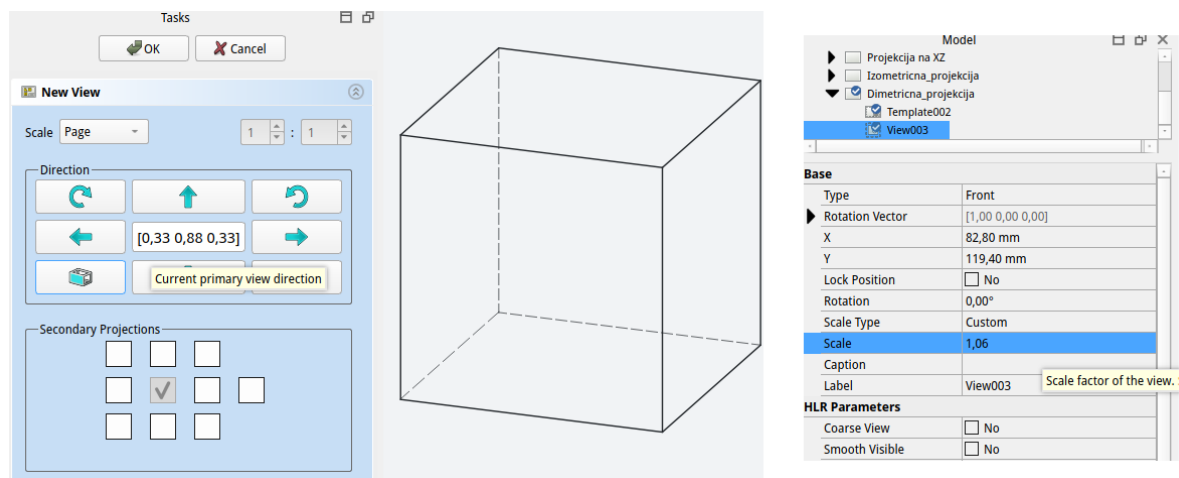 Tasks
OK
Cancel
New View
Scale Page 1 : 1
Direction
[0,33 0,88 0,33]
Current primary view direction
Secondary Projections
Model
Projekcija na XZ
Izometricna_projekcija
Dimetricna_projekcija
Template002
View003
Base
Type Front
Rotation Vector [1,00 0,00 0,00]
X 82,80 mm
Y 119,40 mm
Lock Position No
Rotation 0,00°
Scale Type Custom
Scale 1,06
Caption
Scale factor of the view.
Label View003
HLR Parameters
Coarse View No
Smooth Visible No